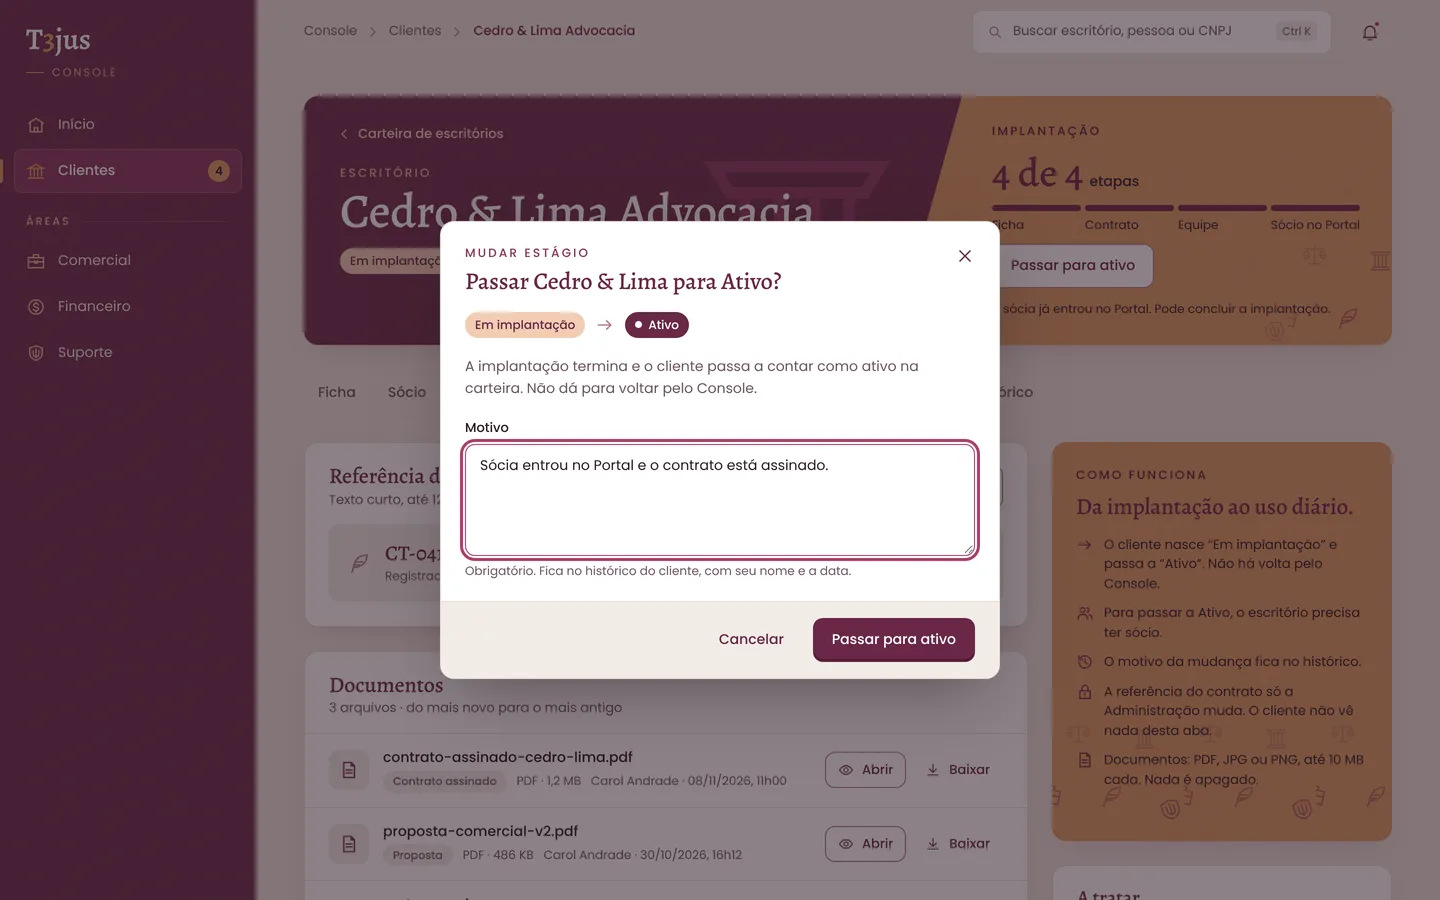 T3jus
CONSOLE
Início
Clientes
4
ÁREAS
Comercial
Financeiro
Suporte
Console
Clientes
Cedro & Lima Advocacia
Buscar escritório, pessoa ou CNPJ
Ctrl K
Carteira de escritórios
ESCRITÓRIO
Cedro & Lima Advocacia
Em implantaç
IMPLANTAÇÃO
4 de 4 etapas
Ficha
Contrato
Equipe
Sócio no Portal
Passar para ativo
sócia já entrou no Portal. Pode concluir a implantação.
Ficha
Sócio
órico
MUDAR ESTÁGIO
Passar Cedro & Lima para Ativo?
Em implantação
Ativo
A implantação termina e o cliente passa a contar como ativo na
carteira. Não dá para voltar pelo Console.
Motivo
Sócia entrou no Portal e o contrato está assinado.
Obrigatório. Fica no histórico do cliente, com seu nome e a data.
Cancelar
Passar para ativo
Referência d
Texto curto, até 12
CT-041
Registrad
Documentos
3 arquivos · do mais novo para o mais antigo
contrato-assinado-cedro-lima.pdf
Contrato assinado
PDF · 1,2 MB
Carol Andrade · 08/11/2026, 11h00
Abrir
Baixar
proposta-comercial-v2.pdf
Proposta
PDF · 486 KB
Carol Andrade · 30/10/2026, 16h12
Abrir
Baixar
COMO FUNCIONA
Da implantação ao uso diário.
O cliente nasce “Em implantação” e
passa a “Ativo”. Não há volta pelo
Console.
Para passar a Ativo, o escritório precisa
ter sócio.
O motivo da mudança fica no histórico.
A referência do contrato só a
Administração muda. O cliente não vê
nada desta aba.
Documentos: PDF, JPG ou PNG, até 10 MB
cada. Nada é apagado.
A tratar